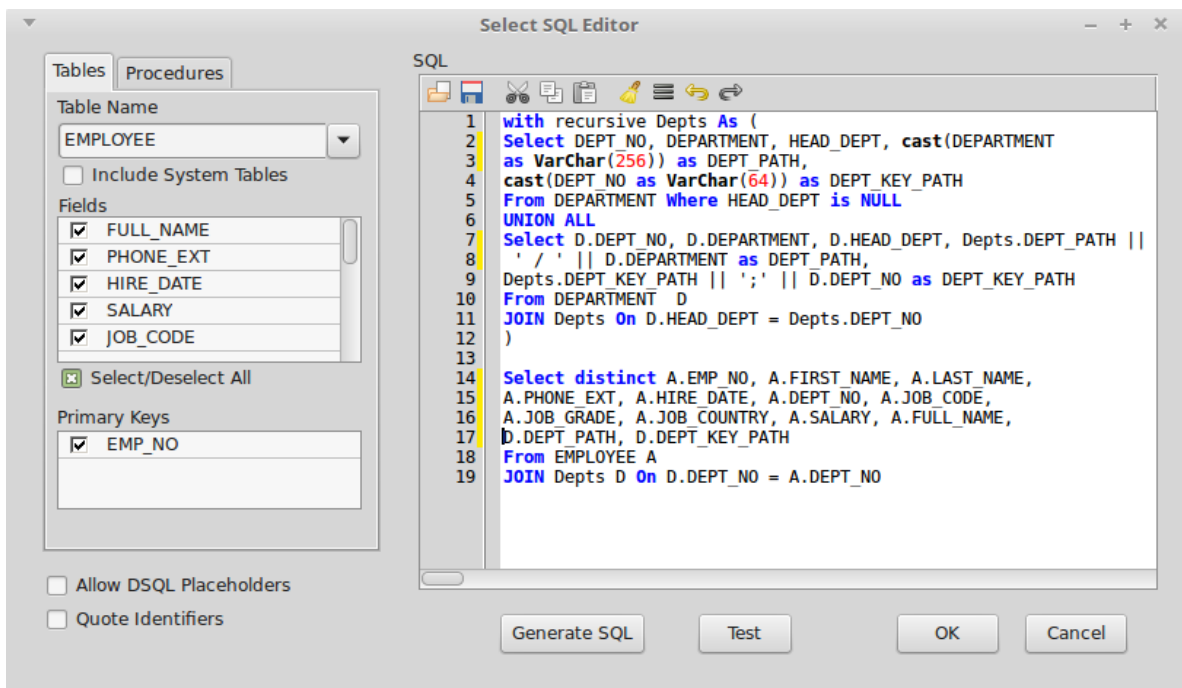 Select SQL Editor
Tables
Procedures
Table Name
EMPLOYEE
Include System Tables
Fields
FULL_NAME
PHONE_EXT
HIRE_DATE
SALARY
JOB_CODE
Select/Deselect All
Primary Keys
EMP_NO
Allow DSQL Placeholders
Quote Identifiers
SQL
1 with recursive Depts As (
2 Select DEPT_NO, DEPARTMENT, HEAD_DEPT, cast(DEPARTMENT
3 as VarChar(256)) as DEPT_PATH,
4 cast(DEPT_NO as VarChar(64)) as DEPT_KEY_PATH
5 From DEPARTMENT Where HEAD_DEPT is NULL
6 UNION ALL
7 Select D.DEPT_NO, D.DEPARTMENT, D.HEAD_DEPT, Depts.DEPT_PATH ||
8 ' / ' || D.DEPARTMENT as DEPT_PATH,
9 Depts.DEPT_KEY_PATH || ';' || D.DEPT_NO as DEPT_KEY_PATH
10 From DEPARTMENT  D
11 JOIN Depts On D.HEAD_DEPT = Depts.DEPT_NO
12 )
13
14 Select distinct A.EMP_NO, A.FIRST_NAME, A.LAST_NAME,
15 A.PHONE_EXT, A.HIRE_DATE, A.DEPT_NO, A.JOB_CODE,
16 A.JOB_GRADE, A.JOB_COUNTRY, A.SALARY, A.FULL_NAME,
17 D.DEPT_PATH, D.DEPT_KEY_PATH
18 From EMPLOYEE A
19 JOIN Depts D On D.DEPT_NO = A.DEPT_NO
Generate SQL
Test
OK
Cancel